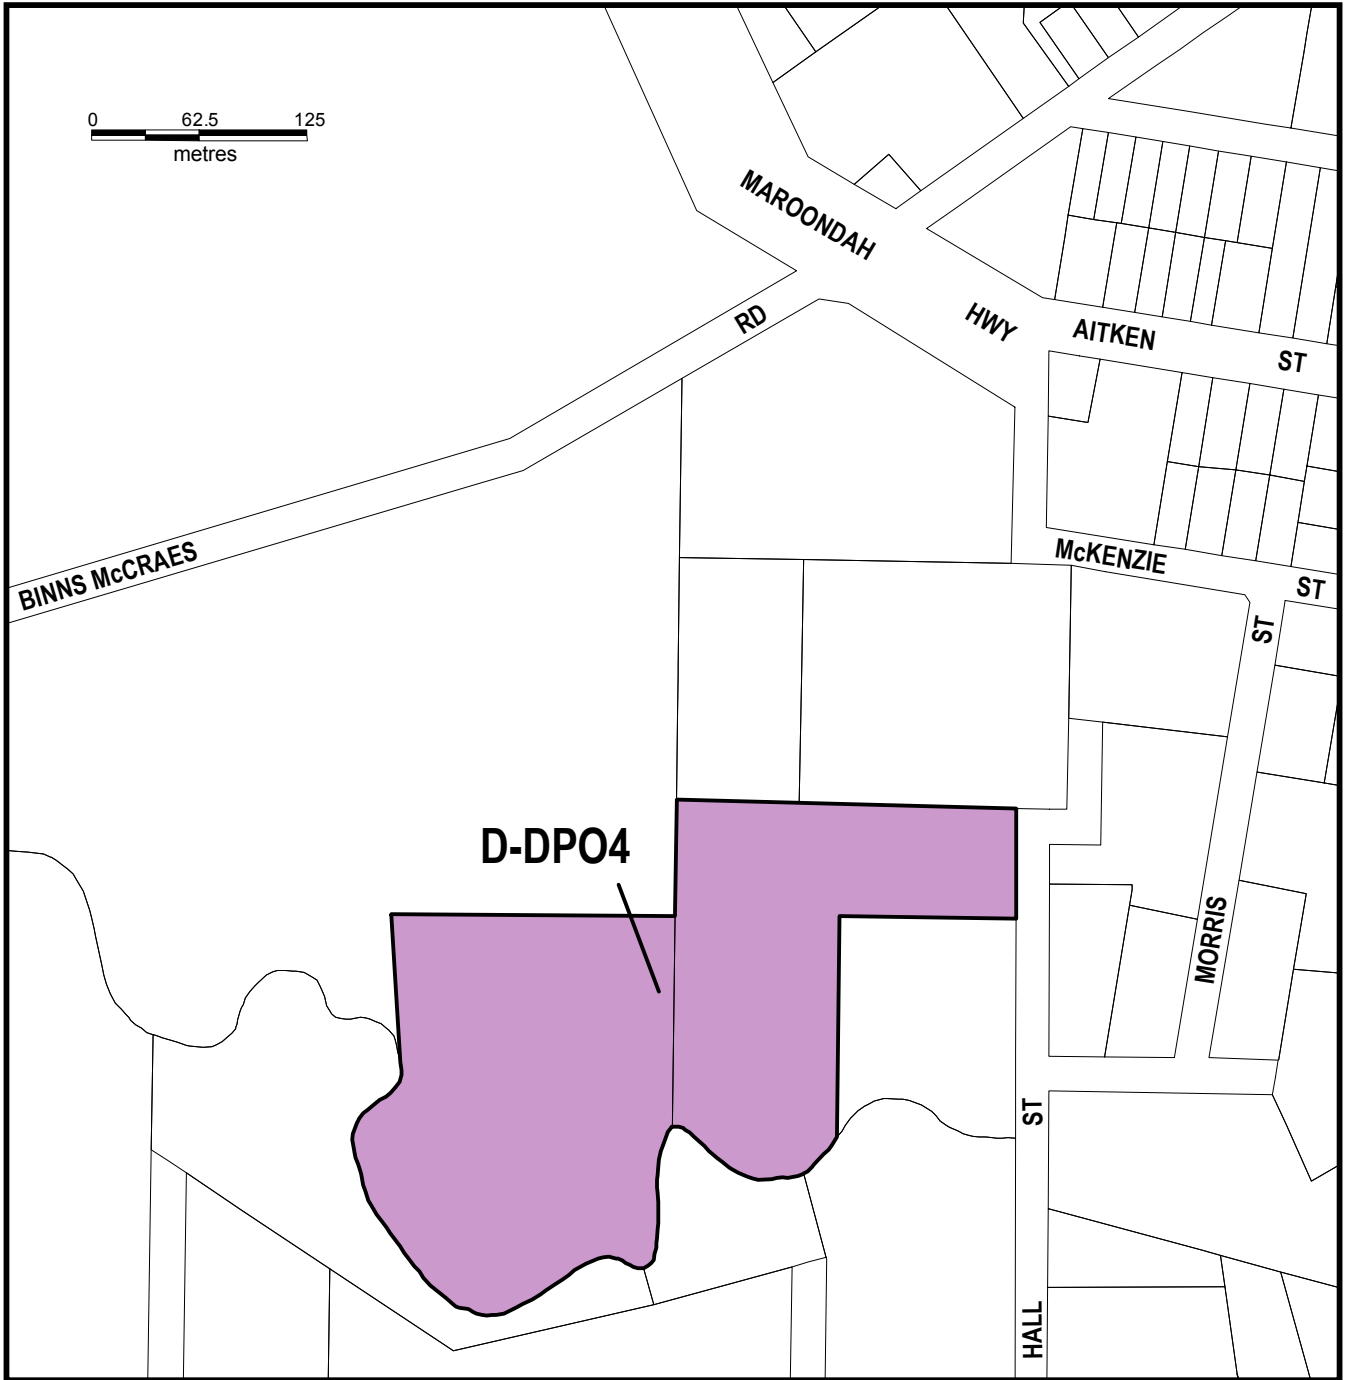 0 62.5 125
metres
MAROONDAH
HWY
RD
AITKEN
ST
BINNS McCRAES
McKENZIE
ST
ST
D-DPO4
MORRIS
ST
HALL